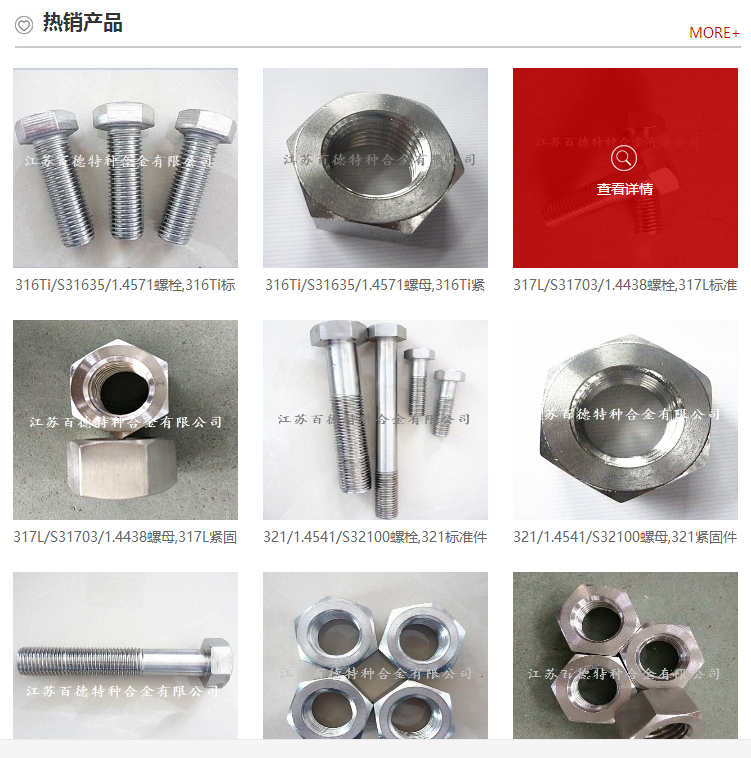 热销产品
MORE+
江苏百德特种合金有限公司
江苏百德特种合金有限公司
江苏百德特种合金有限公司
查看详情
316Ti/S31635/1.4571螺栓,316Ti标
316Ti/S31635/1.4571螺母,316Ti紧
317L/S31703/1.4438螺栓,317L标准
江苏百德特种合金有限公司
江苏百德特种合金有限公司
江苏百德特种合金有限公司
317L/S31703/1.4438螺母,317L紧固
321/1.4541/S32100螺栓,321标准件
321/1.4541/S32100螺母,321紧固件
江苏百德特种合金有限公司
江苏百德特种合金有限公司
江苏百德特种合金有限公司